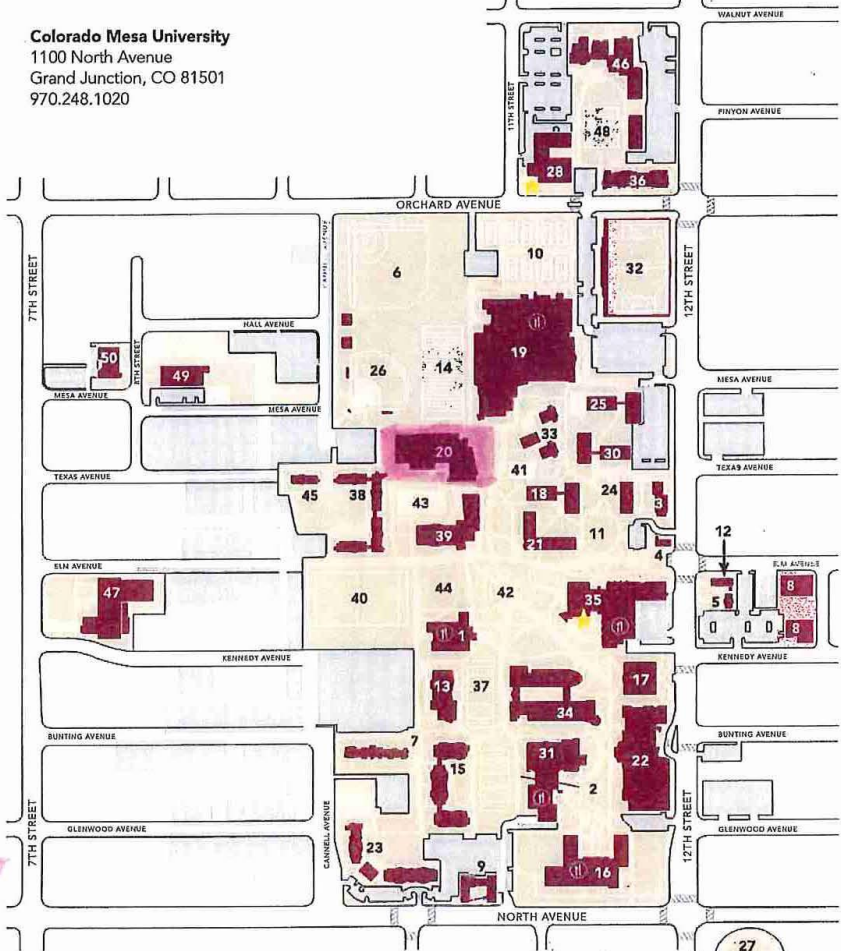 Colorado Mesa University
1100 North Avenue
Grand Junction, CO 81501
970.248.1020
WALNUT AVENUE
46
11TH STREET
PINYON AVENUE
48
28
36
ORCHARD AVENUE
10
6
32
7TH STREET
12TH STREET
HALL AVENUE
19
50
8TH STREET
14
49
26
MESA AVENUE
MESA AVENUE
MESA AVENUE
25
33
20
30
41
TEXAS AVENUE
TEXAS AVENUE
45
38
43
18
24
3
39
11
21
12
4
ELM AVENUE
ELM AVENUE
47
40
44
42
35
5
8
1
8
KENNEDY AVENUE
KENNEDY AVENUE
13
37
17
34
BUNTING AVENUE
BUNTING AVENUE
7
31
15
22
2
7TH STREET
CANNELL AVENUE
12TH STREET
GLENWOOD AVENUE
GLENWOOD AVENUE
23
9
16
NORTH AVENUE
27